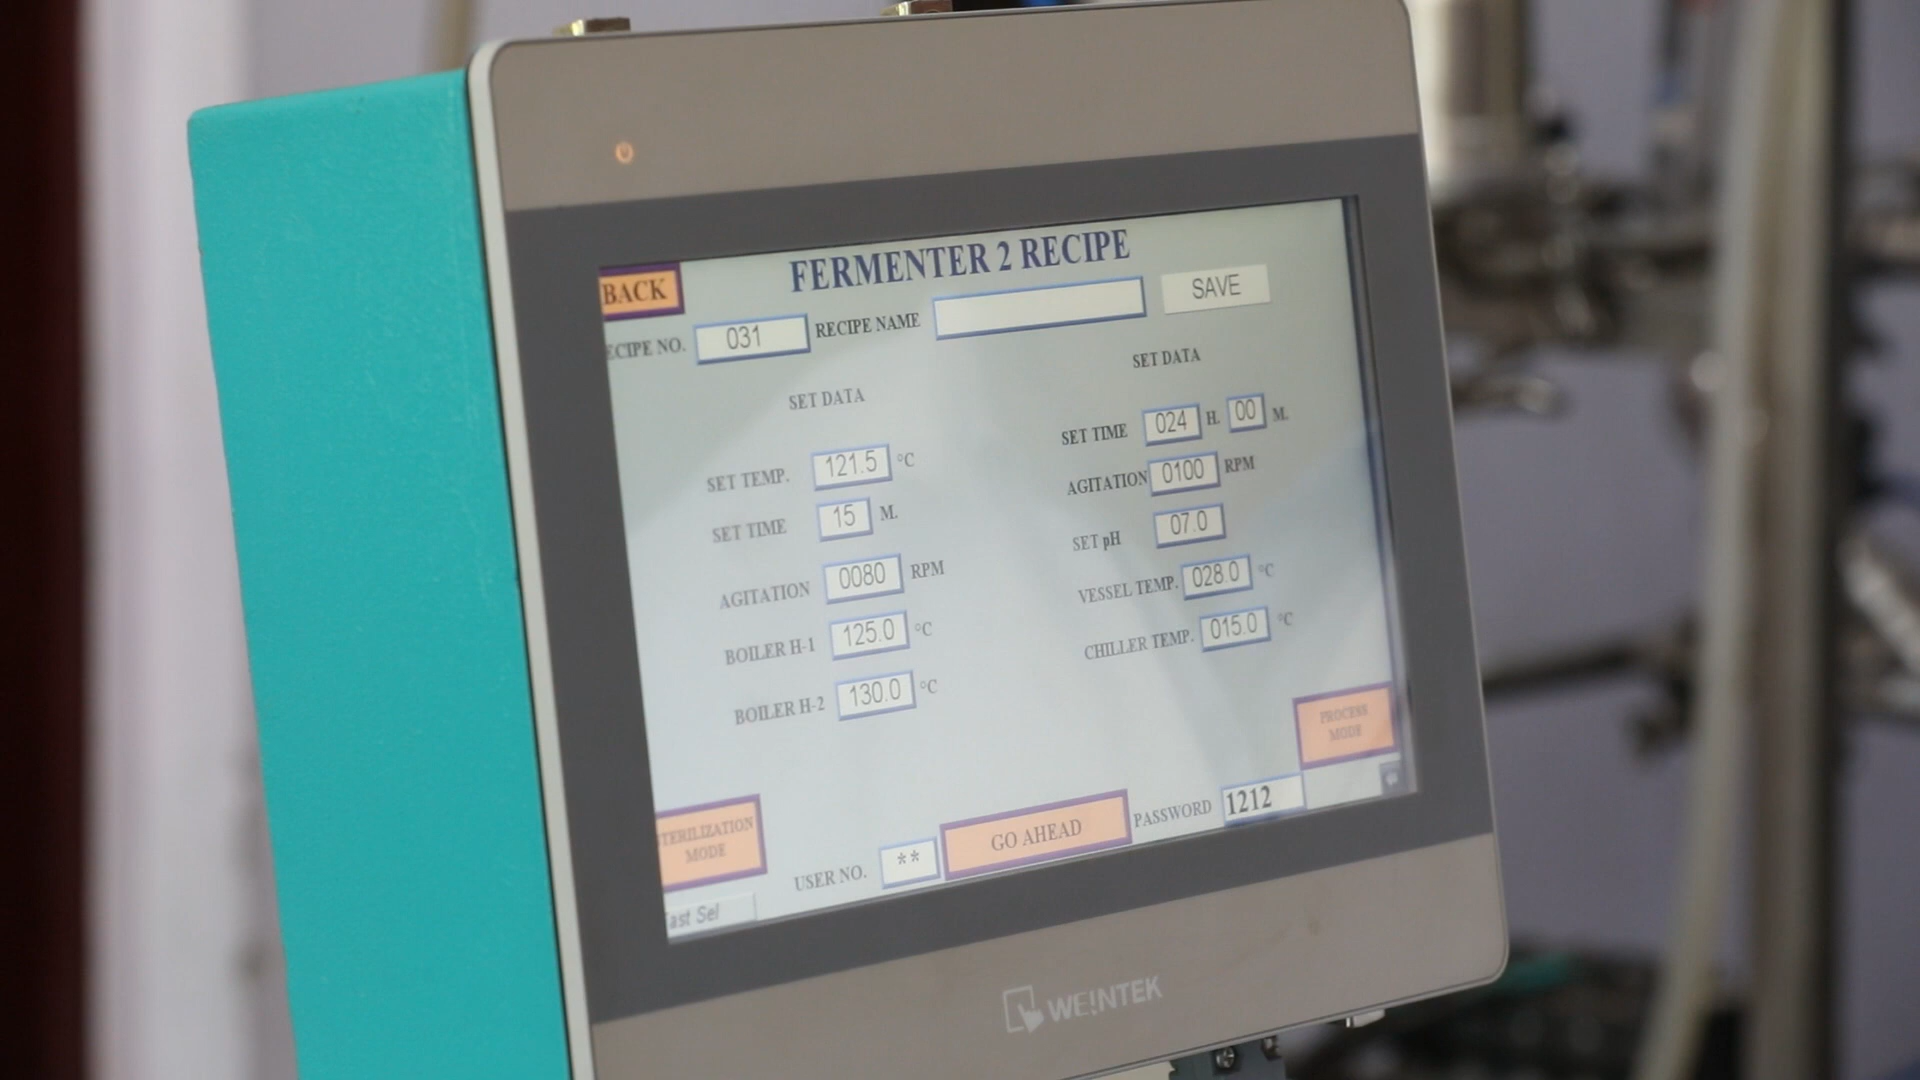 FERMENTER 2 RECIPE
BACK
SAVE
ECIPE NO. 031 RECIPE NAME
SET DATA
SET TEMP. 121.5 °C
SET TIME 15 M.
AGITATION 0080 RPM
BOILER H-1 125.0 °C
BOILER H-2 130.0 °C
SET DATA
SET TIME 024 H. 00 M.
AGITATION 0100 RPM
SET pH 07.0
VESSEL TEMP. 028.0 °C
CHILLER TEMP. 015.0 °C
PROCESS
MODE
TERILIZATION
MODE
USER NO. ** GO AHEAD PASSWORD 1212
ast Sel
WEINTEK